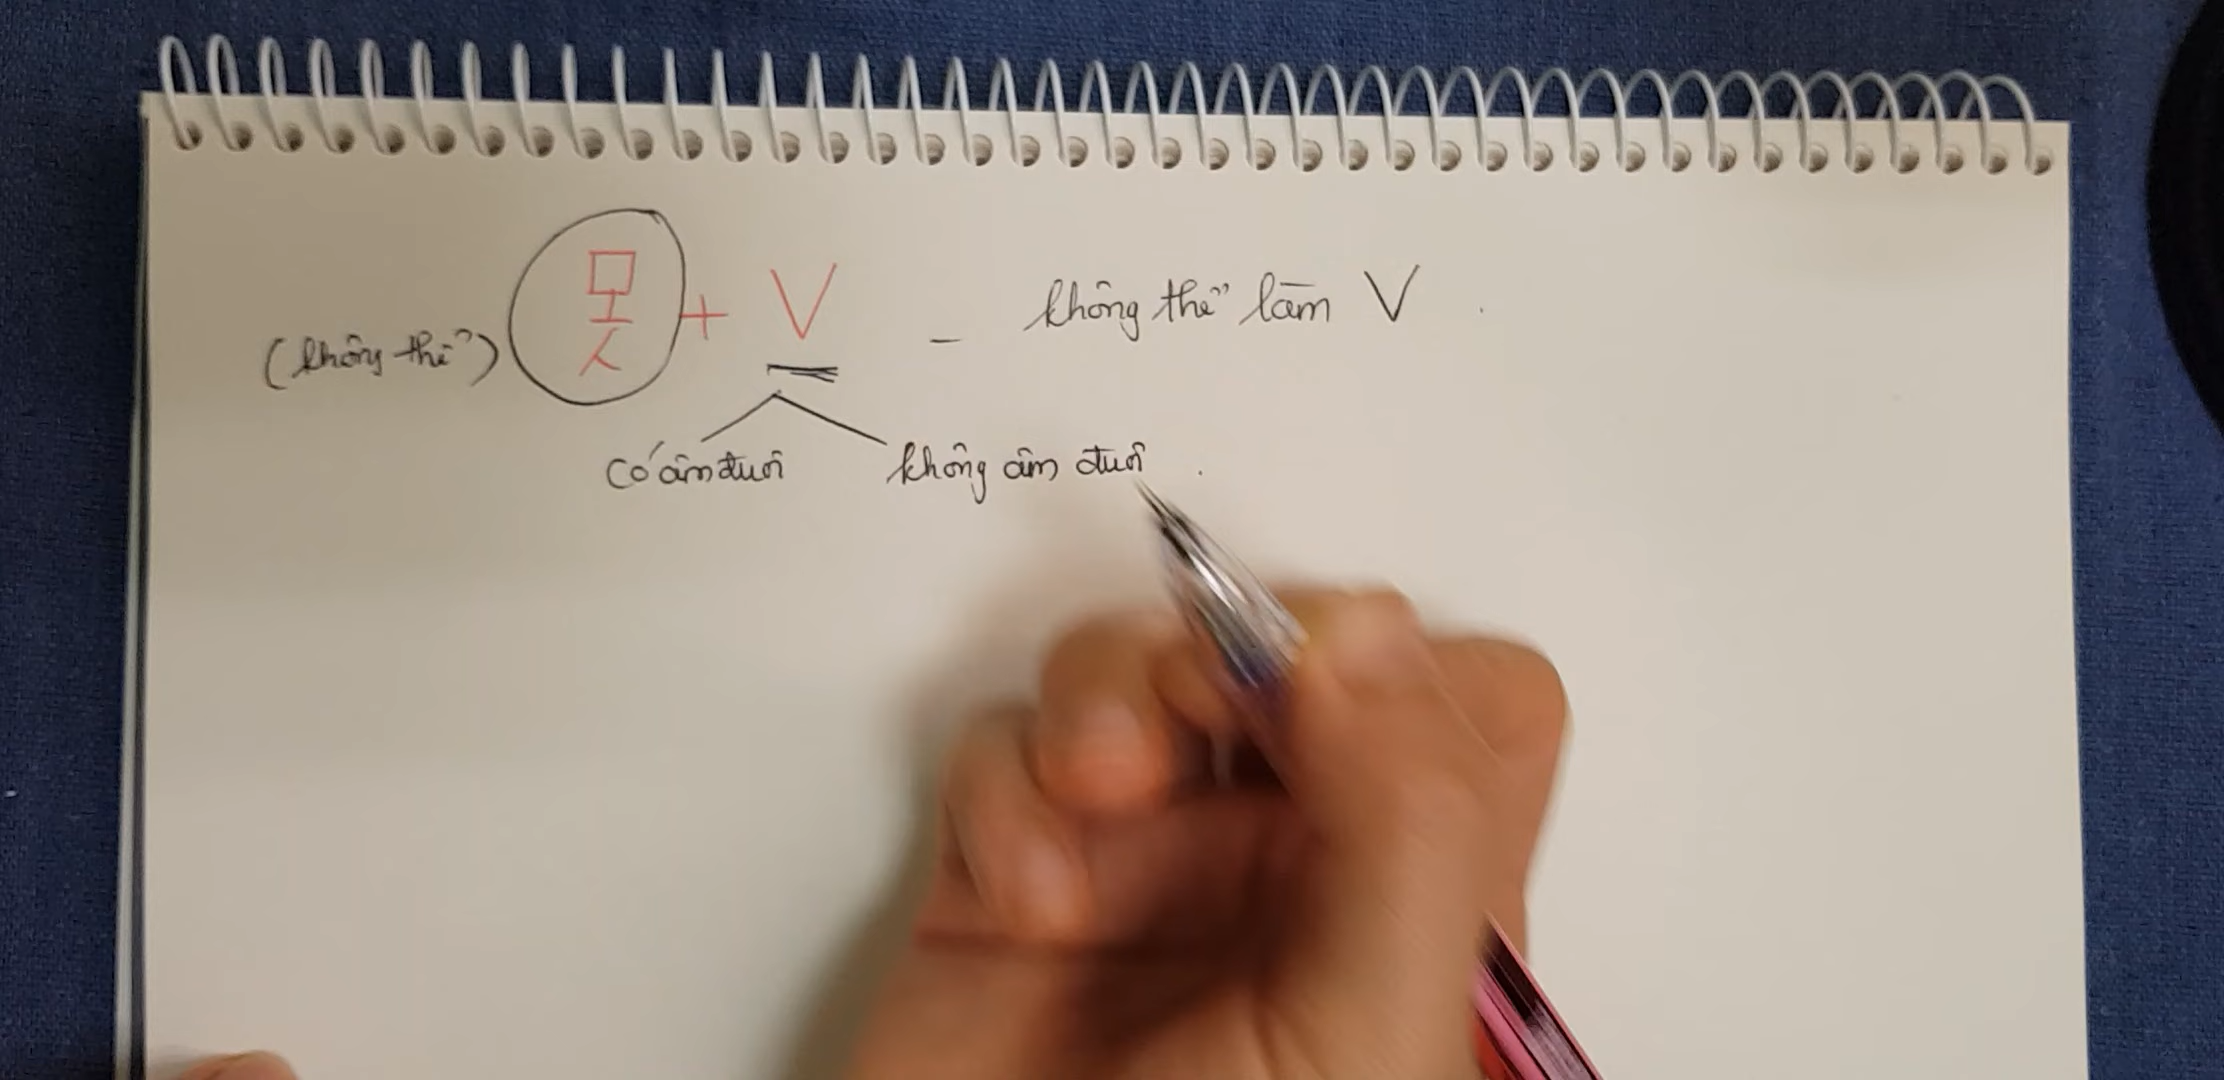 (không thể) 못 + V - không thể làm V.
có âm đuôi không âm đuôi.